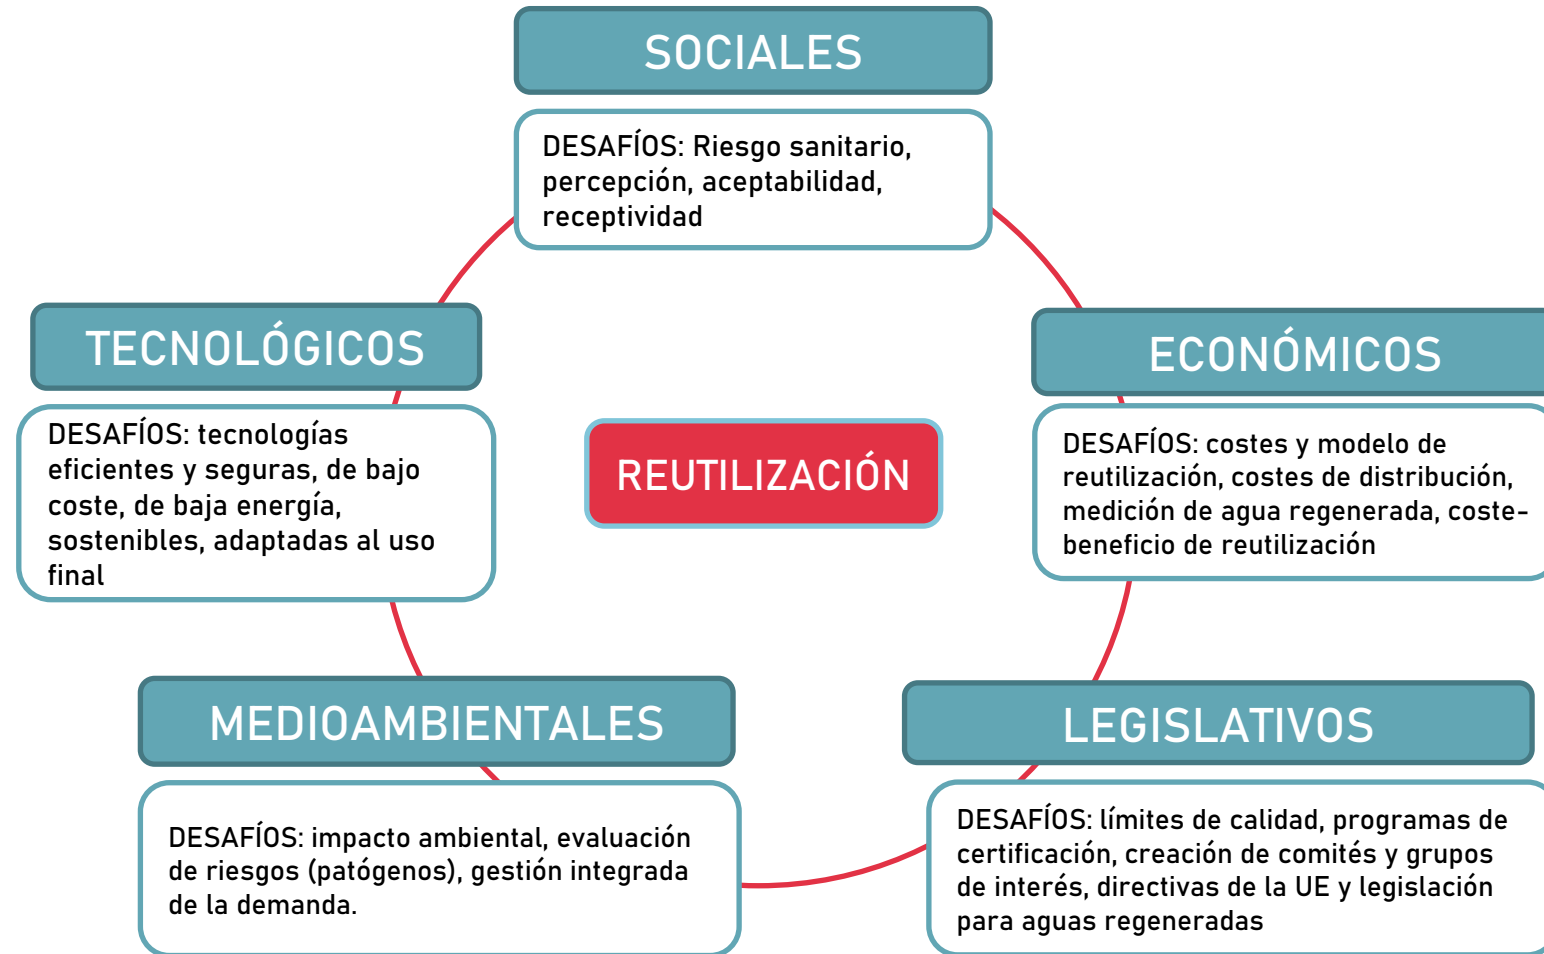 SOCIALES
DESAFÍOS: Riesgo sanitario,
percepción, aceptabilidad,
receptividad
TECNOLÓGICOS
DESAFÍOS: tecnologías
eficientes y seguras, de bajo
coste, de baja energía,
sostenibles, adaptadas al uso
final
REUTILIZACIÓN
ECONÓMICOS
DESAFÍOS: costes y modelo de
reutilización, costes de distribución,
medición de agua regenerada, coste-
beneficio de reutilización
MEDIOAMBIENTALES
DESAFÍOS: impacto ambiental, evaluación
de riesgos (patógenos), gestión integrada
de la demanda.
LEGISLATIVOS
DESAFÍOS: límites de calidad, programas de
certificación, creación de comités y grupos
de interés, directivas de la UE y legislación
para aguas regeneradas